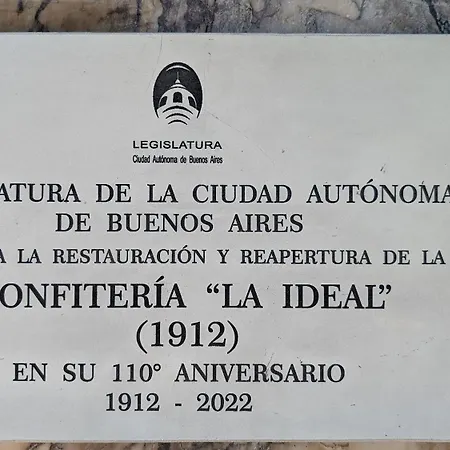 LEGISLATURA
Ciudad Autónoma de Buenos Aires
ATURA DE LA CIUDAD AUTÓNOMA
DE BUENOS AIRES
A LA RESTAURACIÓN Y REAPERTURA DE LA
ONFITERÍA “LA IDEAL”
(1912)
EN SU 110° ANIVERSARIO
1912 - 2022